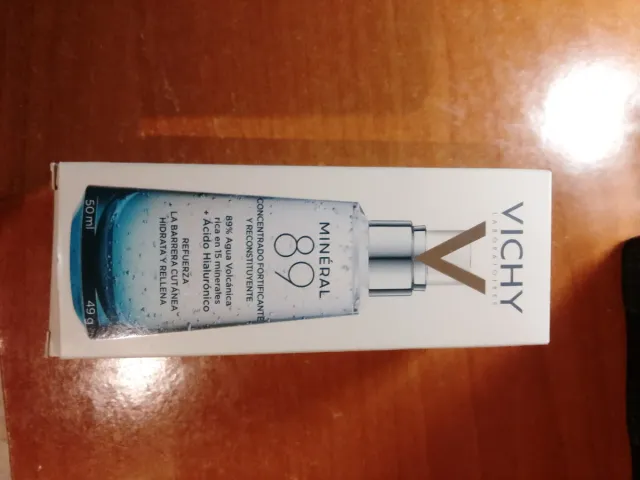 VICHY
LABORATOIRES
MINÉRAL
89
CONCENTRADO FORTIFICANTE
Y RECONSTITUYENTE
89% Agua Volcánica
rica en 15 minerales
+ Ácido Hialurónico
REFUERZA
LA BARRERA CUTÁNEA
HIDRATA Y RELLENA
50 ml
49 g